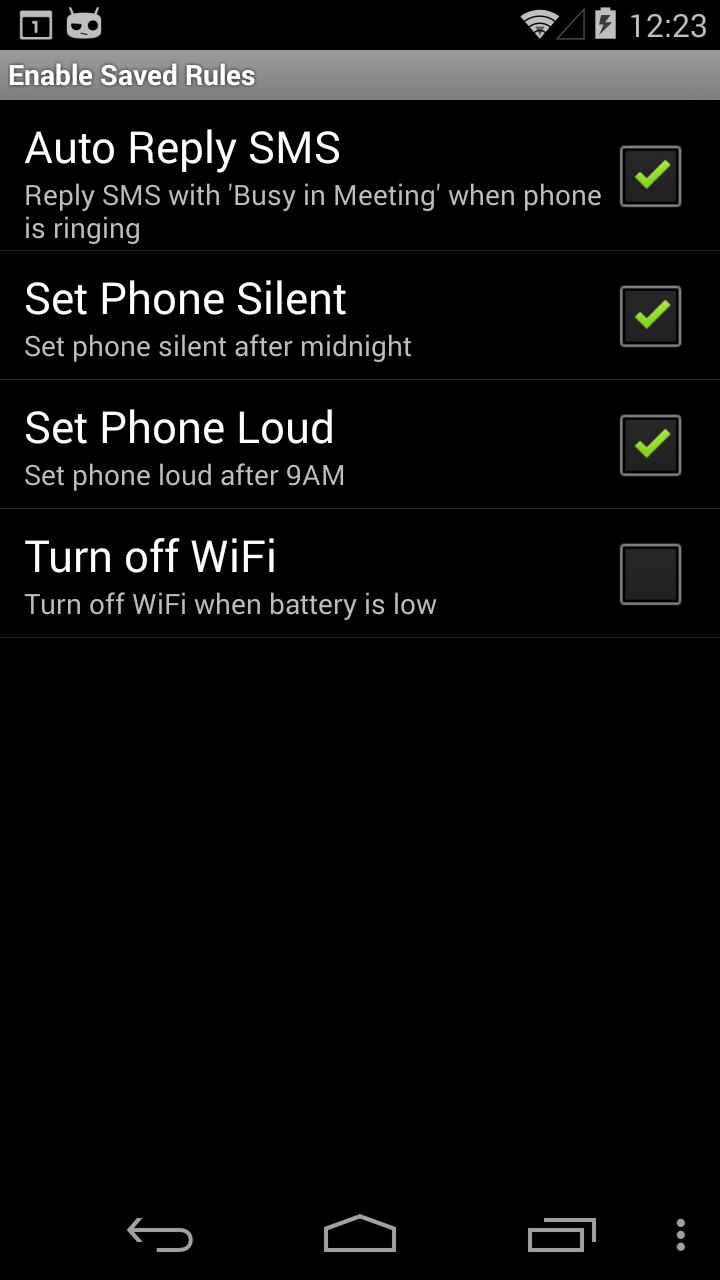 1
12:23
Enable Saved Rules
Auto Reply SMS
Reply SMS with 'Busy in Meeting' when phone
is ringing
Set Phone Silent
Set phone silent after midnight
Set Phone Loud
Set phone loud after 9AM
Turn off WiFi
Turn off WiFi when battery is low